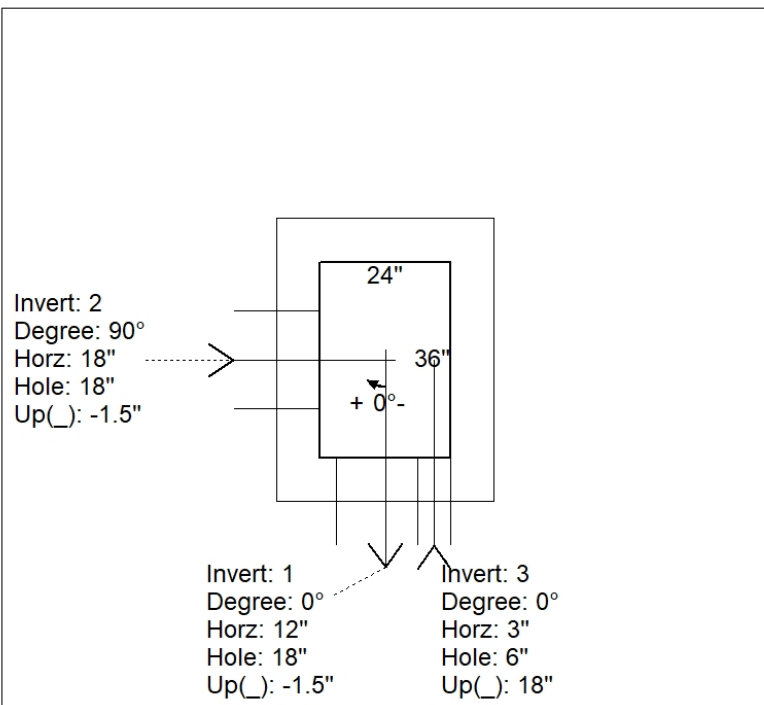 24"
36"
+ 0°-
Invert: 2
Degree: 90°
Horz: 18"
Hole: 18"
Up(_): -1.5"
Invert: 1
Degree: 0°
Horz: 12"
Hole: 18"
Up(_): -1.5"
Invert: 3
Degree: 0°
Horz: 3"
Hole: 6"
Up(_): 18"